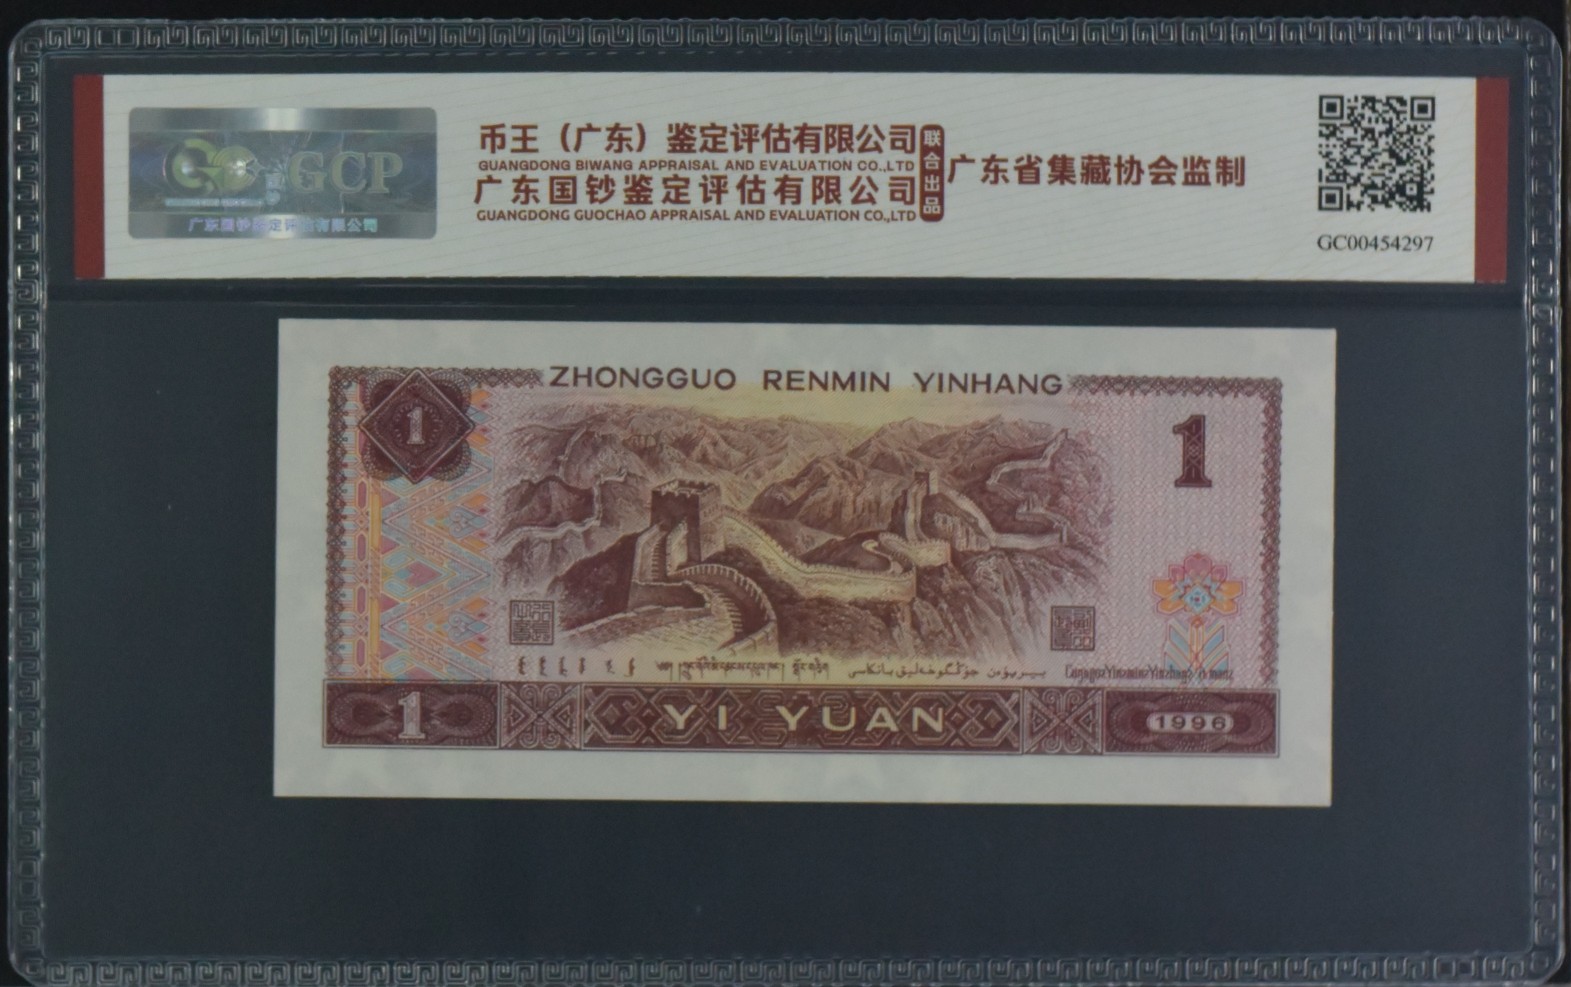 GCP
广东国钞鉴定评估有限公司
币王（广东）鉴定评估有限公司
GUANGDONG BIWANG APPRAISAL AND EVALUATION CO.,LTD
广东国钞鉴定评估有限公司
GUANGDONG GUOCHAO APPRAISAL AND EVALUATION CO.,LTD
联合出品
广东省集藏协会监制
GC00454297
ZHONGGUO RENMIN YINHANG
1
1
1 YI YUAN 1996